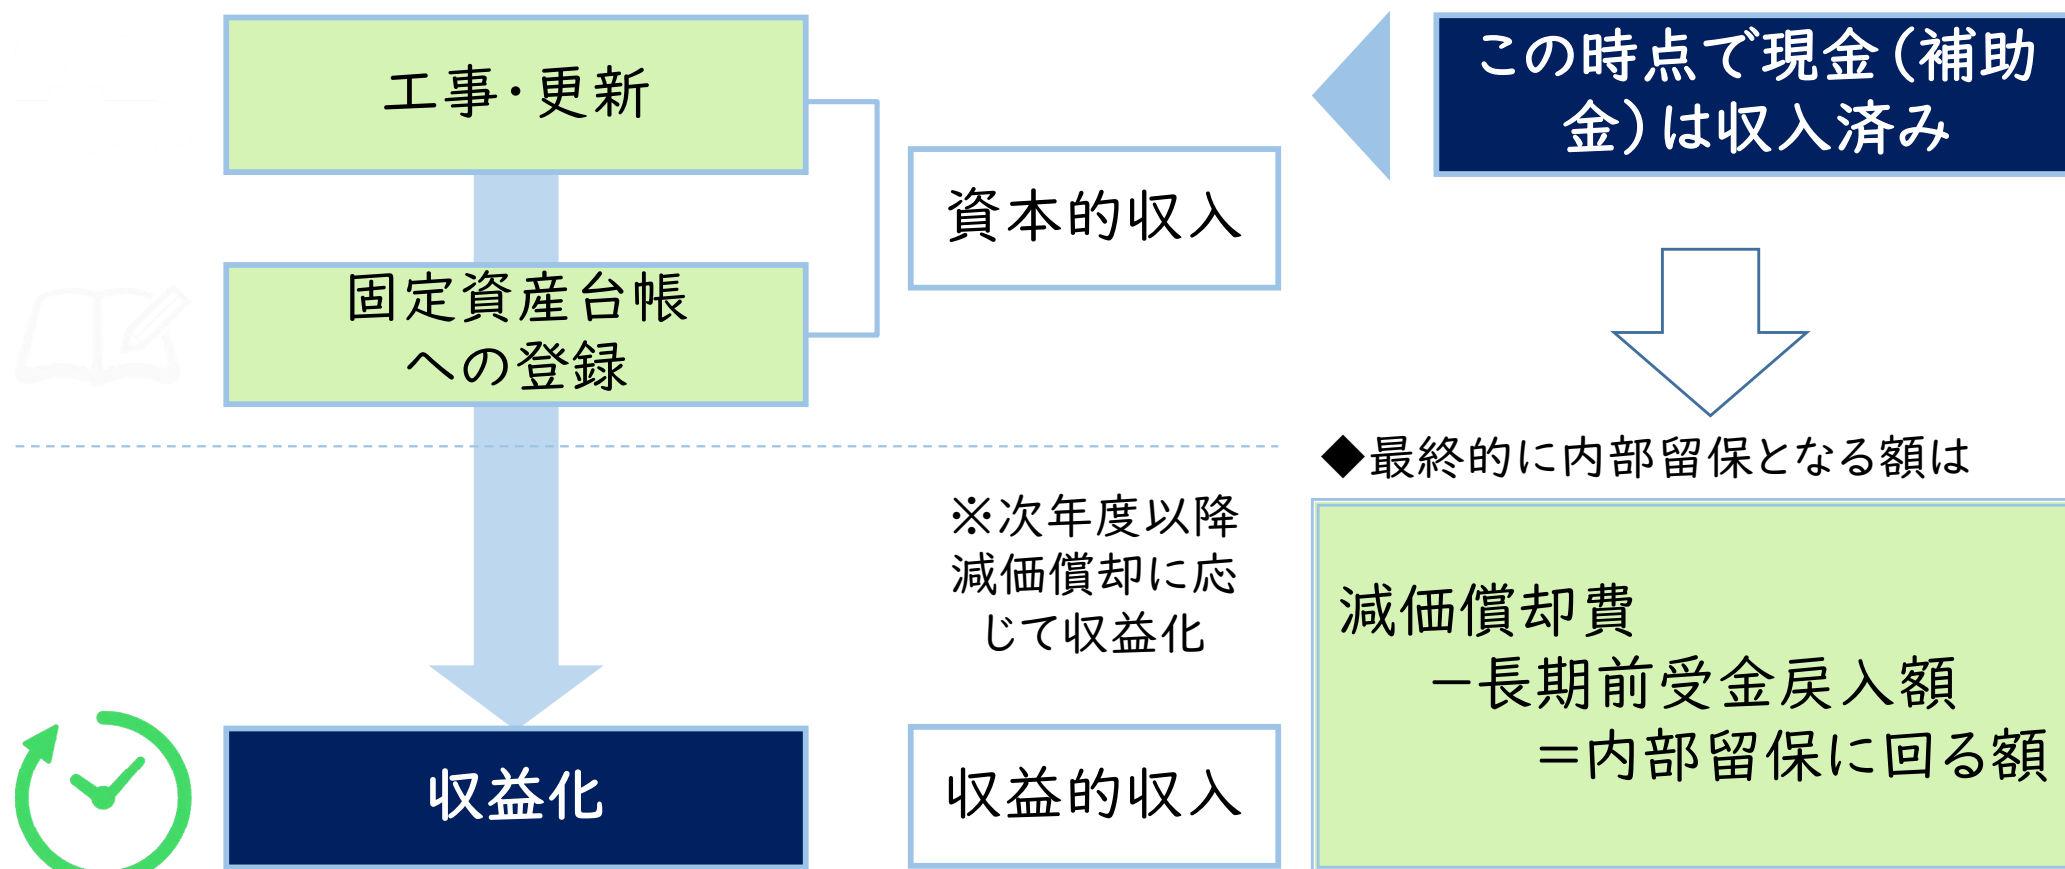 工事・更新
固定資産台帳
への登録
収益化
資本的収入
※次年度以降
減価償却に応
じて収益化
収益的収入
この時点で現金（補助
金）は収入済み
◆最終的に内部留保となる額は
減価償却費
－長期前受金戻入額
＝内部留保に回る額